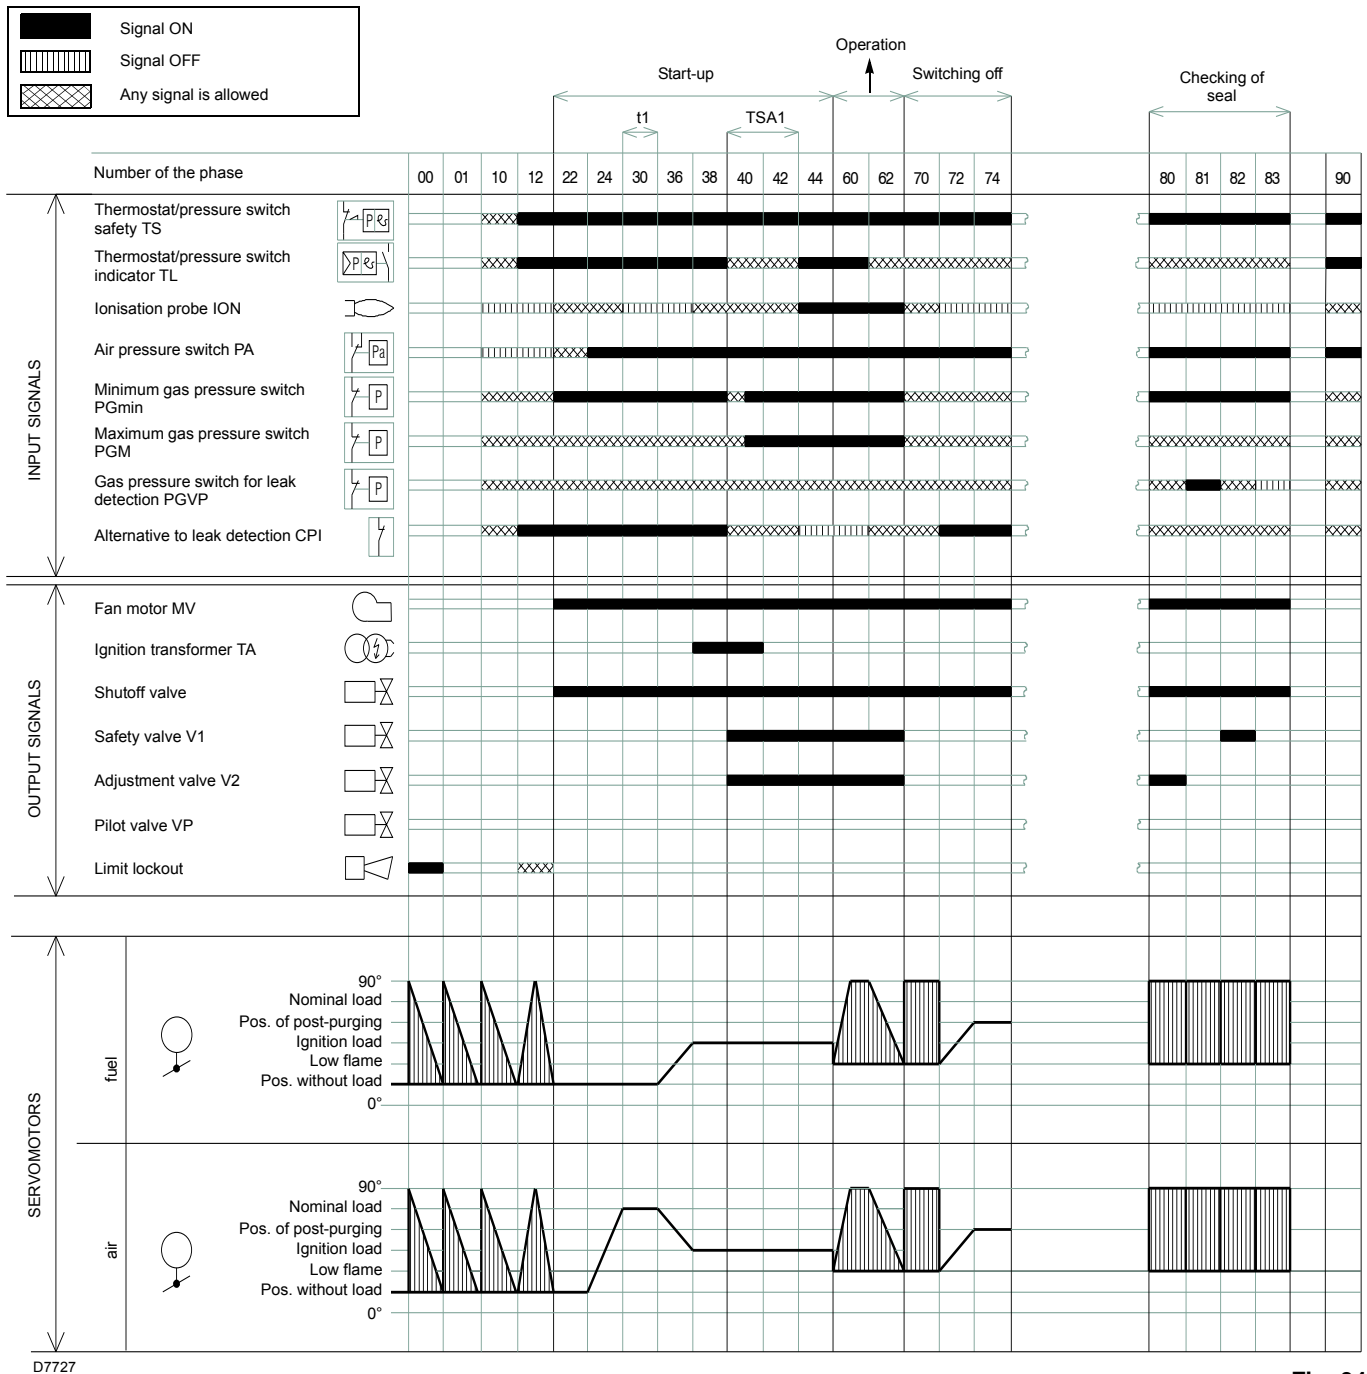 Signal ON
Signal OFF
Any signal is allowed
Operation
Start-up
Switching off
Checking of
seal
t1
TSA1
Number of the phase
00 01 10 12 22 24 30 36 38 40 42 44 60 62 70 72 74 80 81 82 83 90
INPUT SIGNALS
Thermostat/pressure switch
safety TS
P
Thermostat/pressure switch
indicator TL
P
Ionisation probe ION
Air pressure switch PA
Pa
Minimum gas pressure switch
PGmin
P
Maximum gas pressure switch
PGM
P
Gas pressure switch for leak
detection PGVP
P
Alternative to leak detection CPI
OUTPUT SIGNALS
Fan motor MV
Ignition transformer TA
Shutoff valve
Safety valve V1
Adjustment valve V2
Pilot valve VP
Limit lockout
SERVOMOTORS
fuel
90°
Nominal load
Pos. of post-purging
Ignition load
Low flame
Pos. without load
0°
air
90°
Nominal load
Pos. of post-purging
Ignition load
Low flame
Pos. without load
0°
D7727